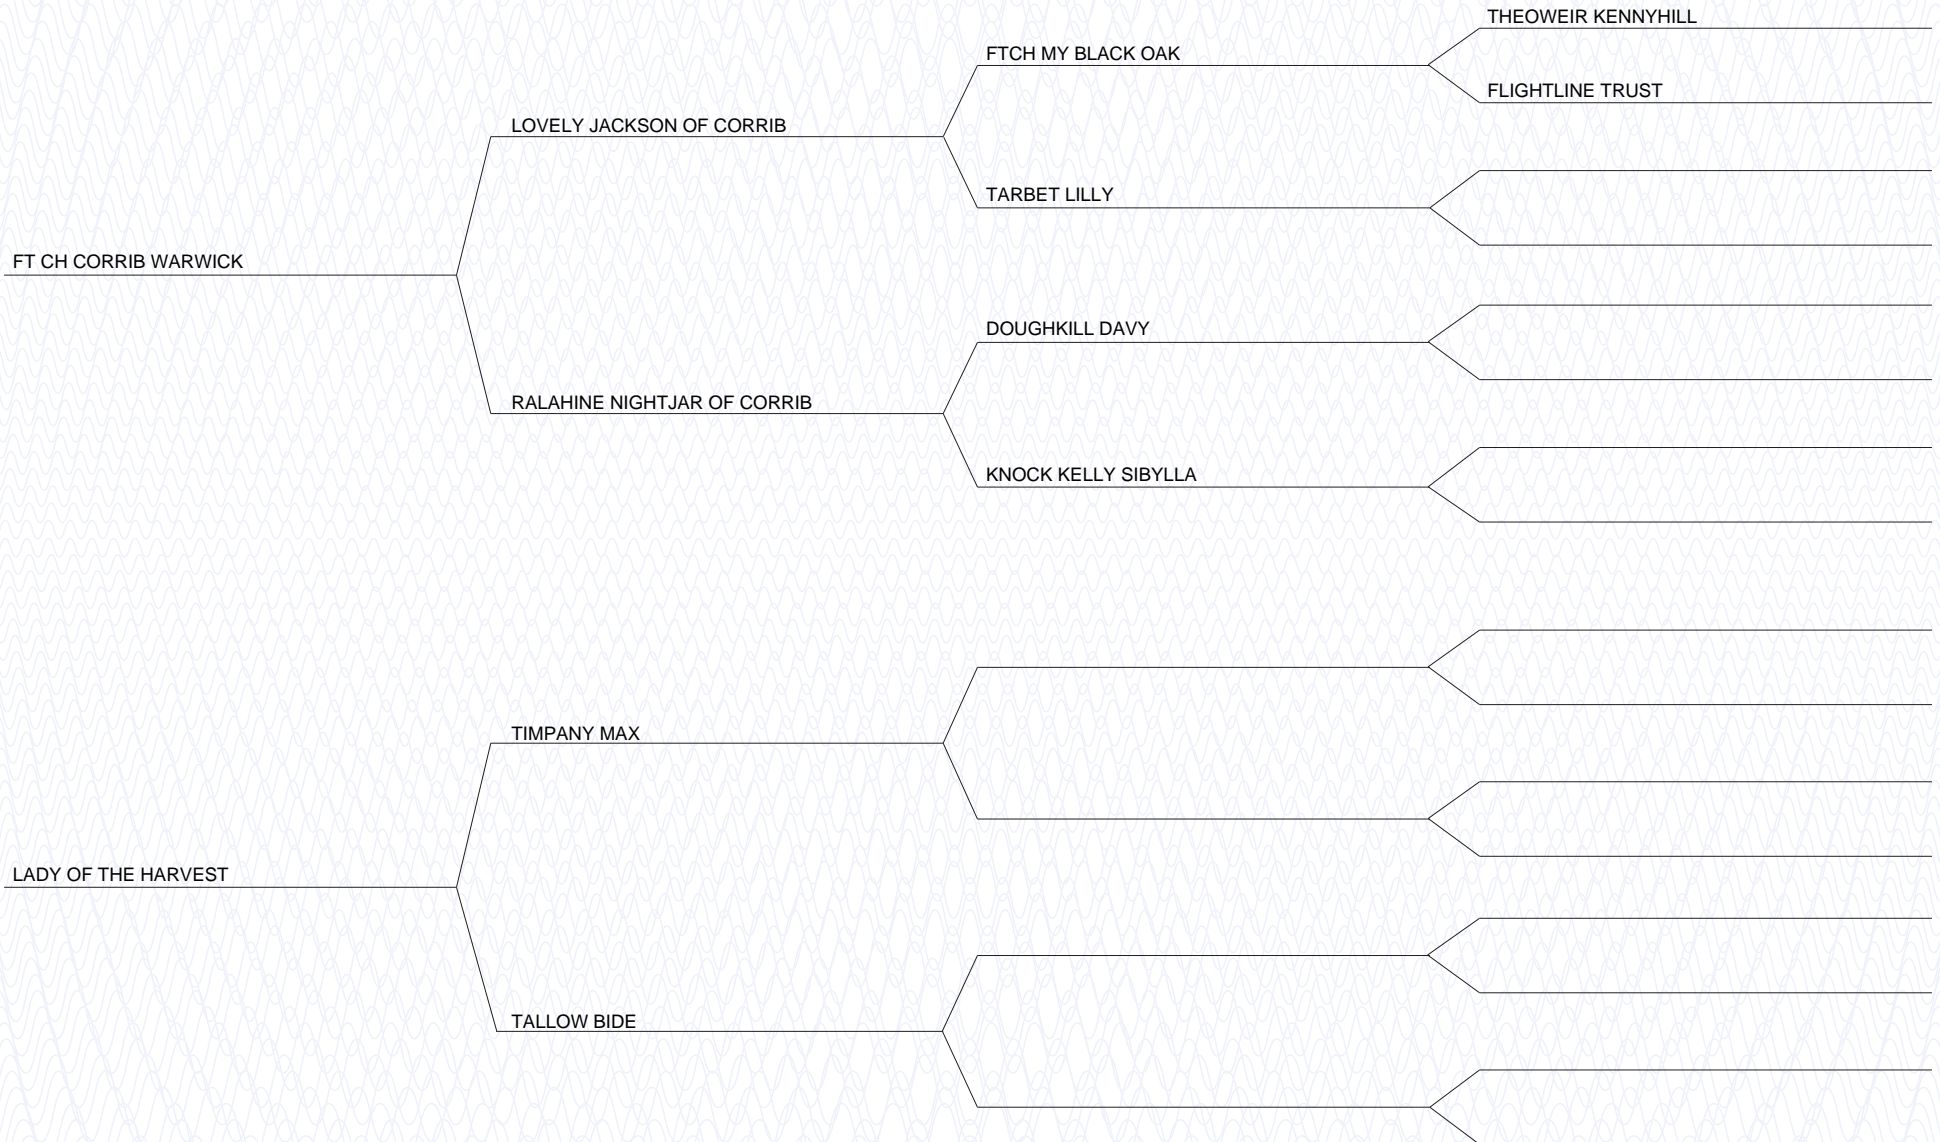 THEOWEIR KENNYHILL
FTCH MY BLACK OAK
FLIGHTLINE TRUST
LOVELY JACKSON OF CORRIB
TARBET LILLY
FT CH CORRIB WARWICK
DOUGHKILL DAVY
RALAHINE NIGHTJAR OF CORRIB
KNOCK KELLY SIBYLLA
TIMPANY MAX
LADY OF THE HARVEST
TALLOW BIDE